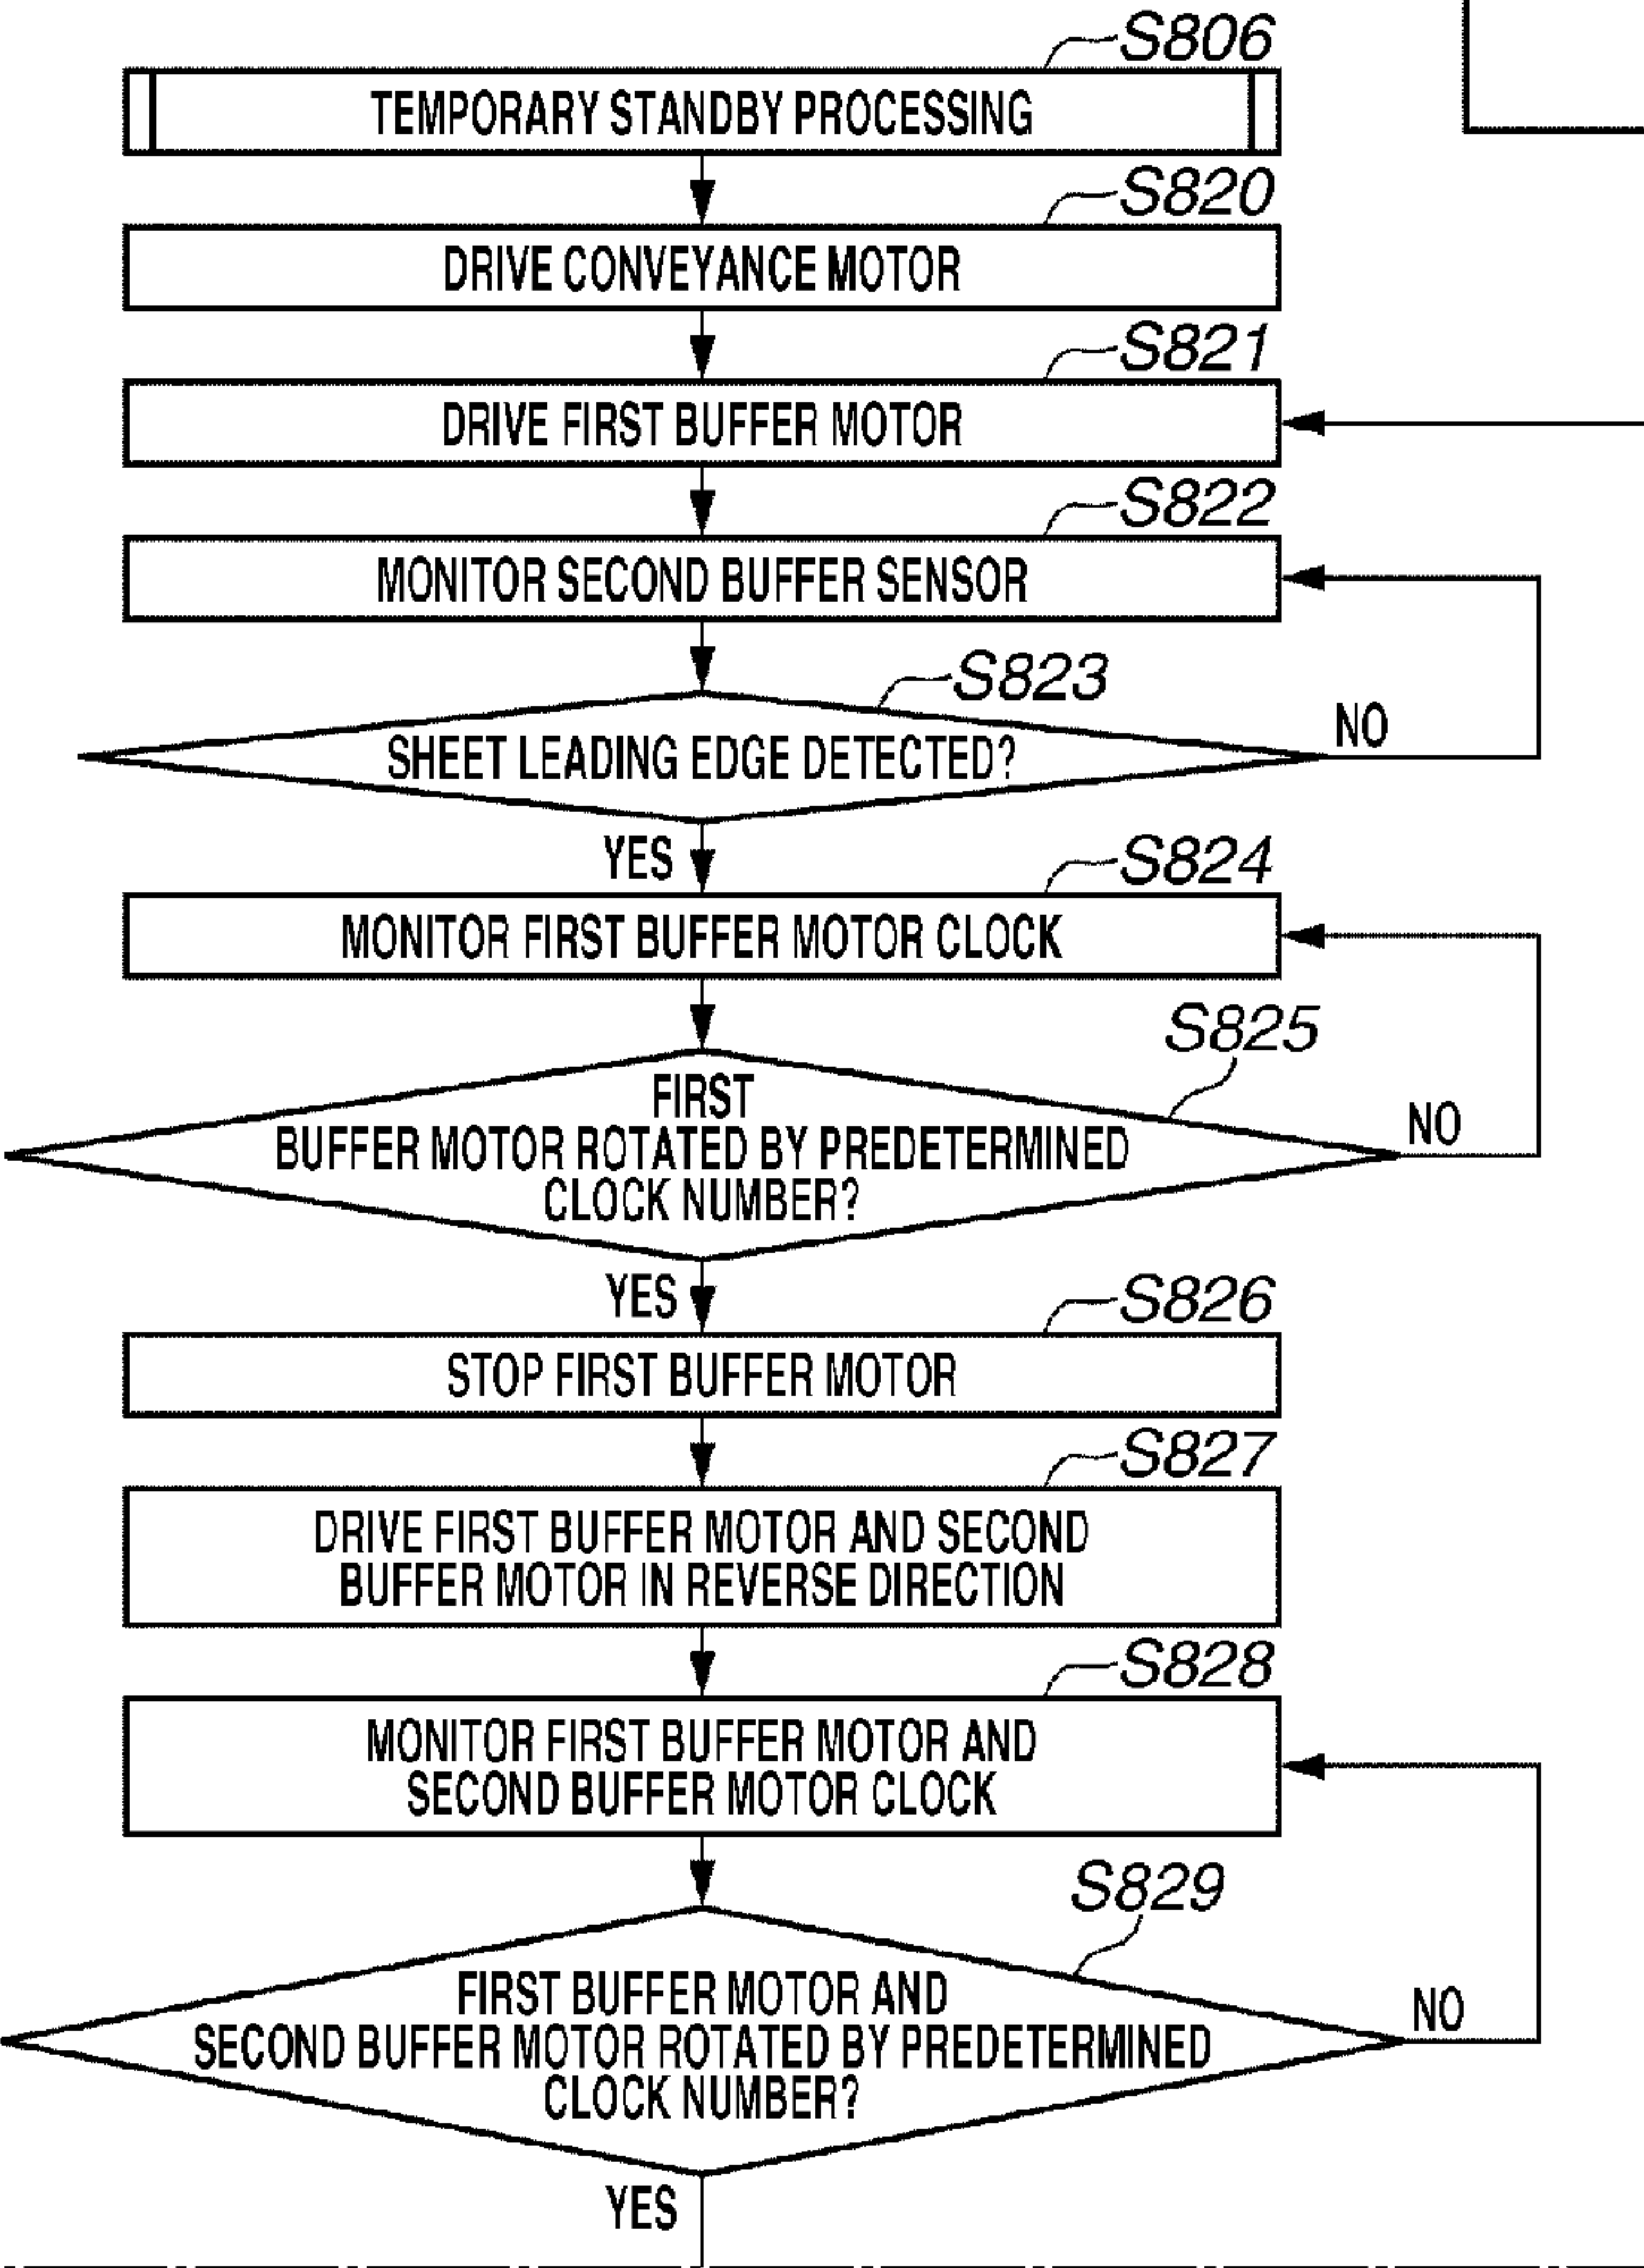 S806
TEMPORARY STANDBY PROCESSING
S820
DRIVE CONVEYANCE MOTOR
S821
DRIVE FIRST BUFFER MOTOR
S822
MONITOR SECOND BUFFER SENSOR
S823
SHEET LEADING EDGE DETECTED?
NO
YES
S824
MONITOR FIRST BUFFER MOTOR CLOCK
S825
FIRST
BUFFER MOTOR ROTATED BY PREDETERMINED
CLOCK NUMBER?
NO
YES
S826
STOP FIRST BUFFER MOTOR
S827
DRIVE FIRST BUFFER MOTOR AND SECOND
BUFFER MOTOR IN REVERSE DIRECTION
S828
MONITOR FIRST BUFFER MOTOR AND
SECOND BUFFER MOTOR CLOCK
S829
FIRST BUFFER MOTOR AND
SECOND BUFFER MOTOR ROTATED BY PREDETERMINED
CLOCK NUMBER?
NO
YES